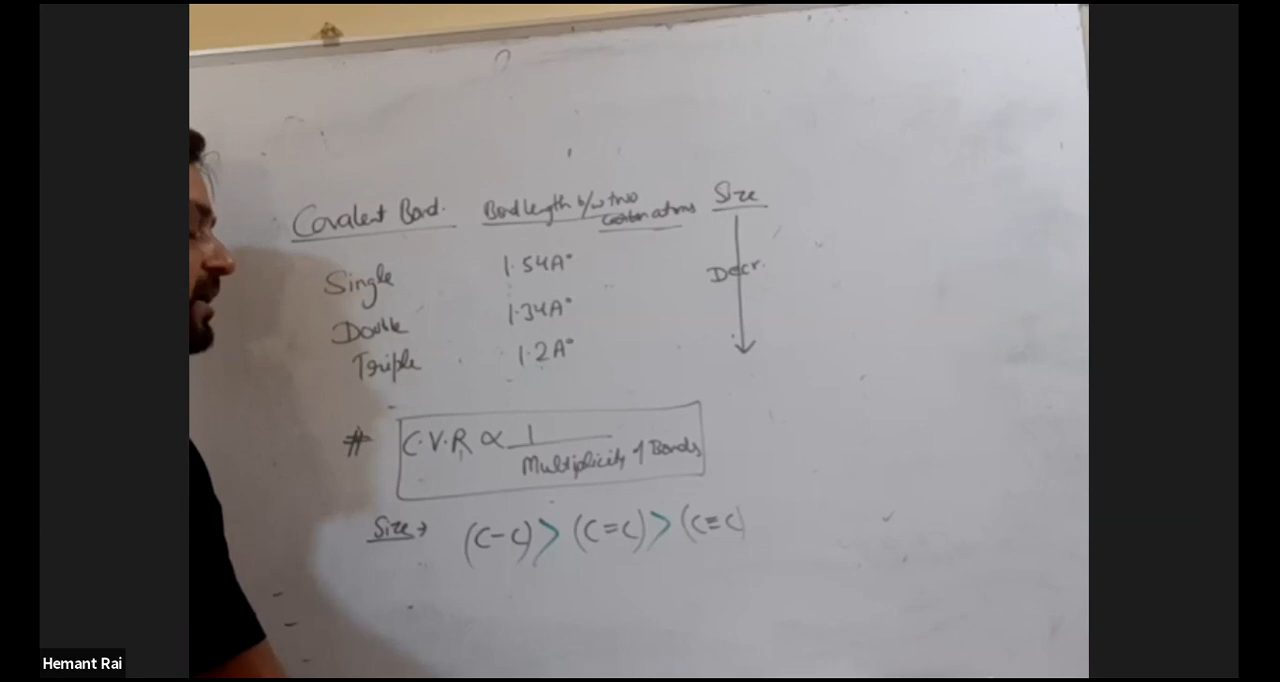 Covalent Bond. Bond length b/w two Carbon atoms Size
Single 1.54A°
Decr.
Double 1.34A°
Triple 1.2A°
# C.V.R ∝ 1
Multiplicity of Bonds
Size → (C-C) > (C=C) > (C≡C)
Hemant Rai